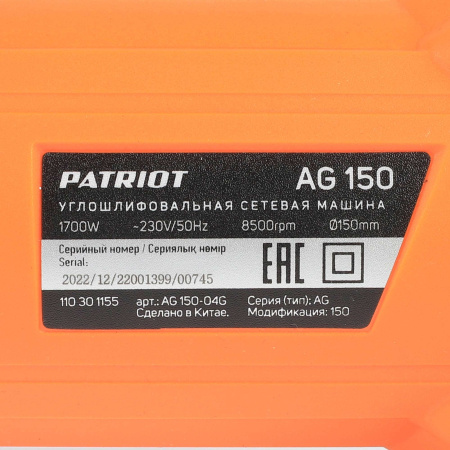 PATRIOT AG 150
УГЛОШЛИФОВАЛЬНАЯ СЕТЕВАЯ МАШИНА
1700W ~230V/50Hz 8500rpm Ø150mm
Серийный номер / Сериялық нөмір
Serial:
2022/12/22001399/00745
EAC
110 30 1155 арт.: AG 150-04G Серия (тип): AG
Сделано в Китае. Модификация: 150